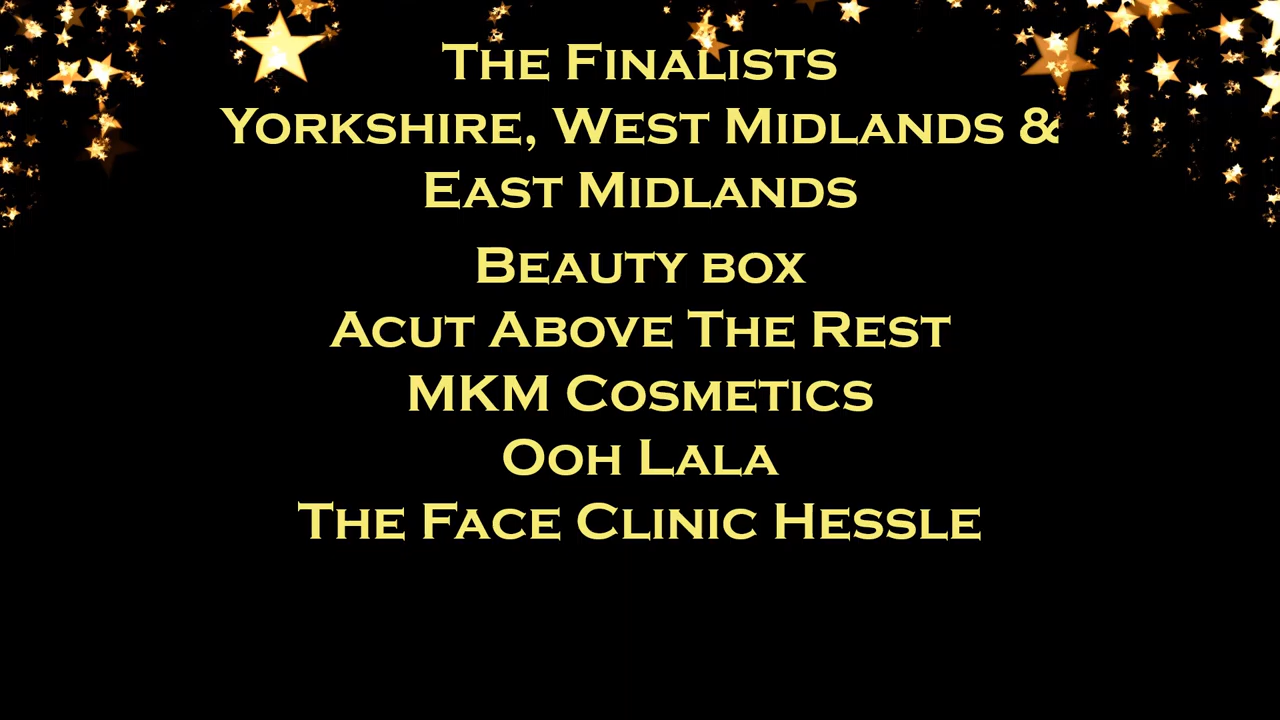 The Finalists
Yorkshire, West Midlands &
East Midlands
Beauty box
Acut Above The Rest
MKM Cosmetics
Ooh Lala
The Face Clinic Hessle